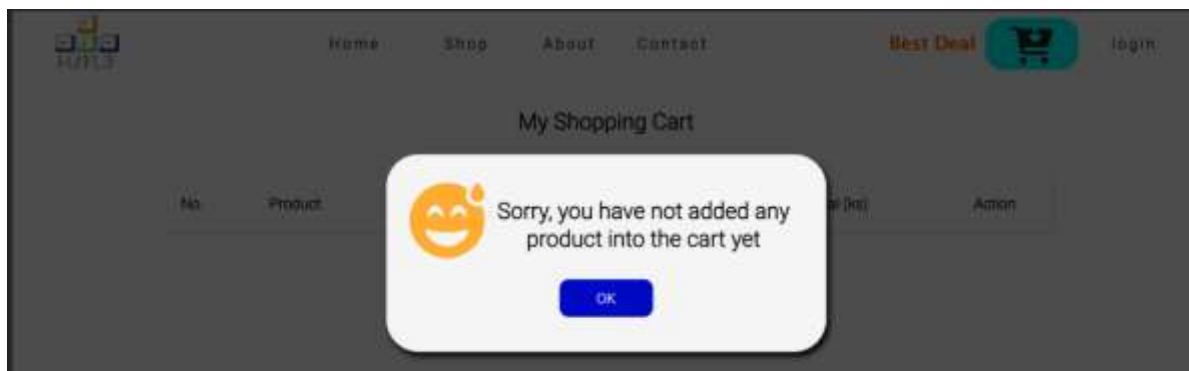 Home Shop About Contact Best Deal login
My Shopping Cart
No. Product Action
Sorry, you have not added any
product into the cart yet
OK